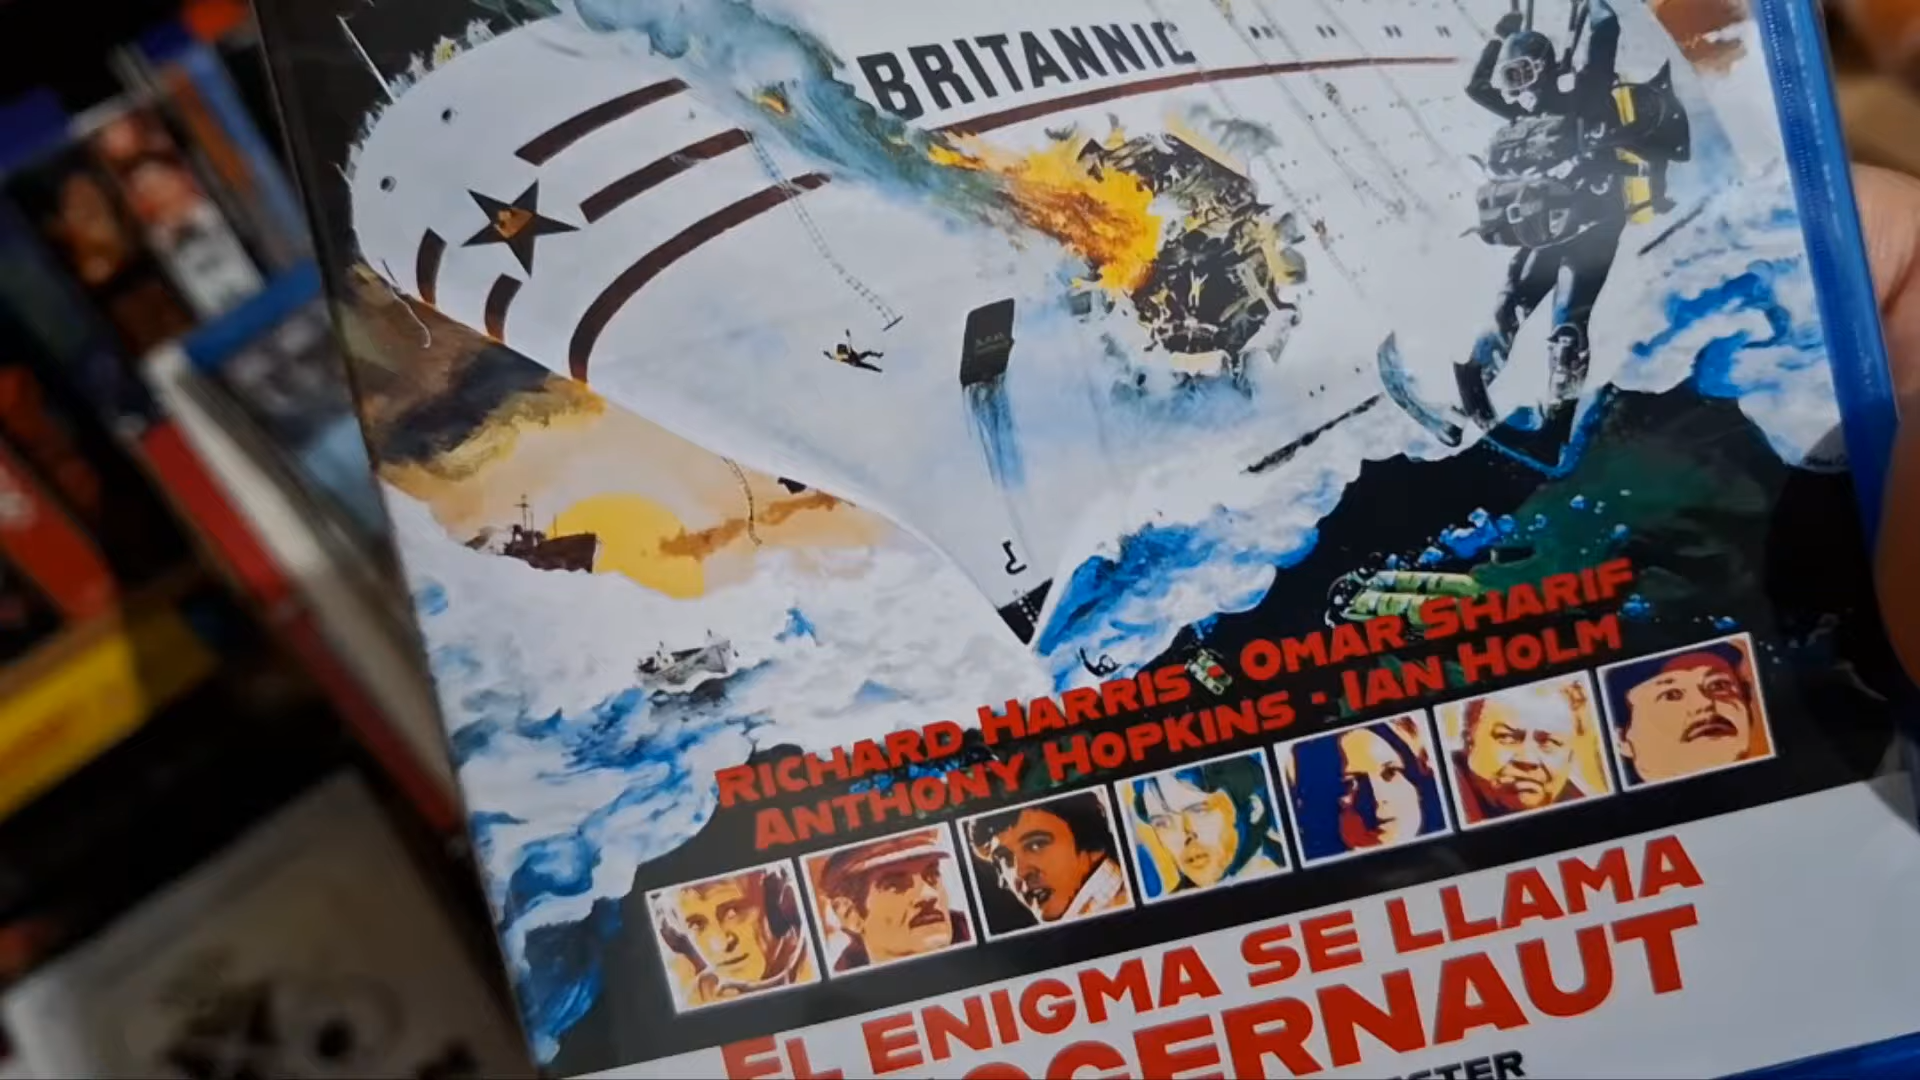 BRITANNIC
RICHARD HARRIS · OMAR SHARIF
ANTHONY HOPKINS · IAN HOLM
EL ENIGMA SE LLAMA